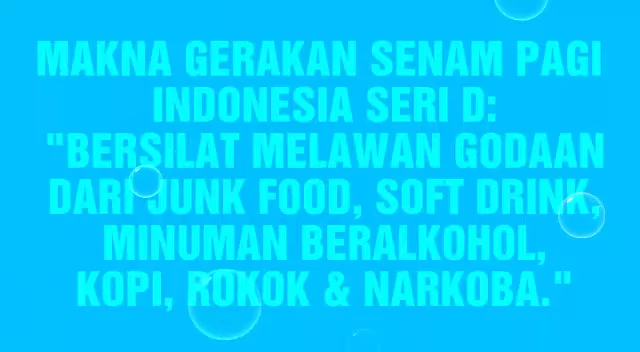 MAKNA GERAKAN SENAM PAGI
INDONESIA SERI D:
"BERSILAT MELAWAN GODAAN
DARI JUNK FOOD, SOFT DRINK,
MINUMAN BERALKOHOL,
KOPI, ROKOK & NARKOBA."